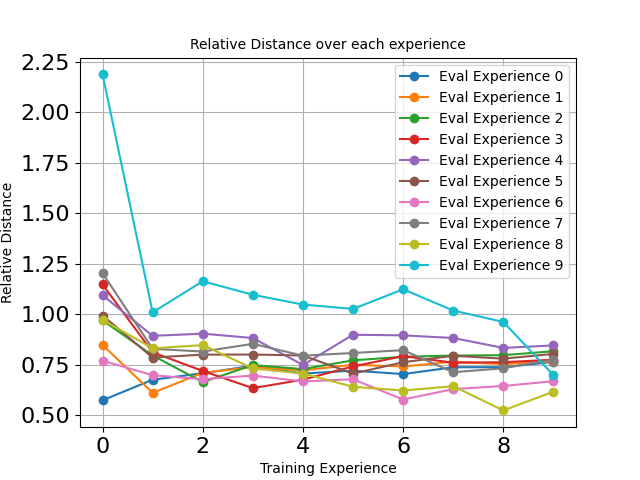 Relative Distance over each experience
2.25
2.00
1.75
1.50
1.25
1.00
0.75
0.50
Relative Distance
Eval Experience 0
Eval Experience 1
Eval Experience 2
Eval Experience 3
Eval Experience 4
Eval Experience 5
Eval Experience 6
Eval Experience 7
Eval Experience 8
Eval Experience 9
0 2 4 6 8
Training Experience